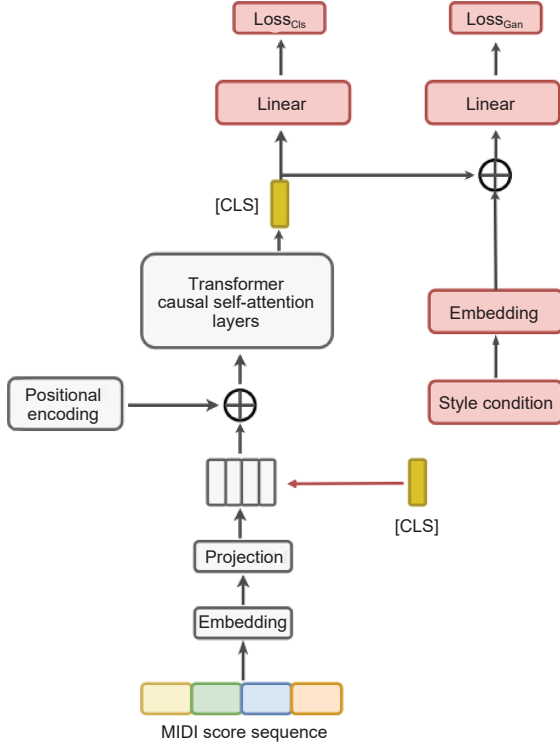 Loss_Cls
Loss_Gan
Linear
Linear
[CLS]
Transformer
causal self-attention
layers
Embedding
Positional
encoding
Style condition
[CLS]
Projection
Embedding
MIDI score sequence